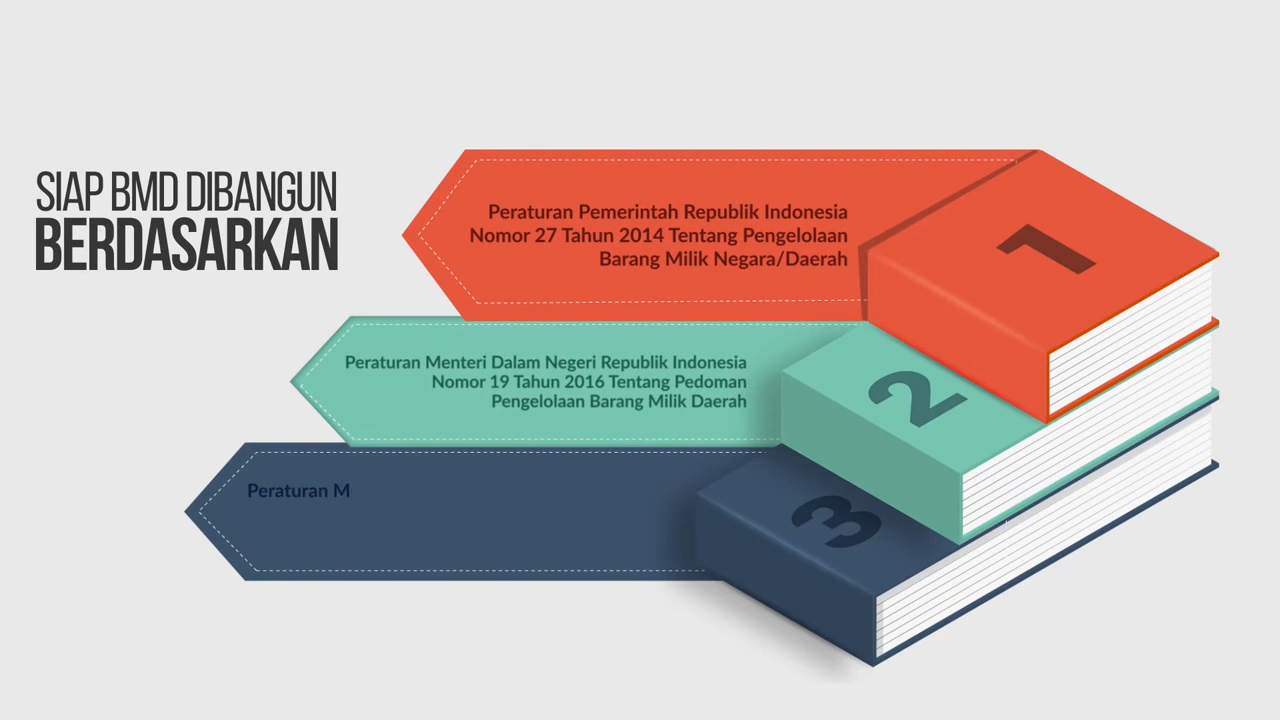 SIAP BMD DIBANGUN
BERDASARKAN
Peraturan Pemerintah Republik Indonesia
Nomor 27 Tahun 2014 Tentang Pengelolaan
Barang Milik Negara/Daerah
1
Peraturan Menteri Dalam Negeri Republik Indonesia
Nomor 19 Tahun 2016 Tentang Pedoman
Pengelolaan Barang Milik Daerah
2
Peraturan M
3